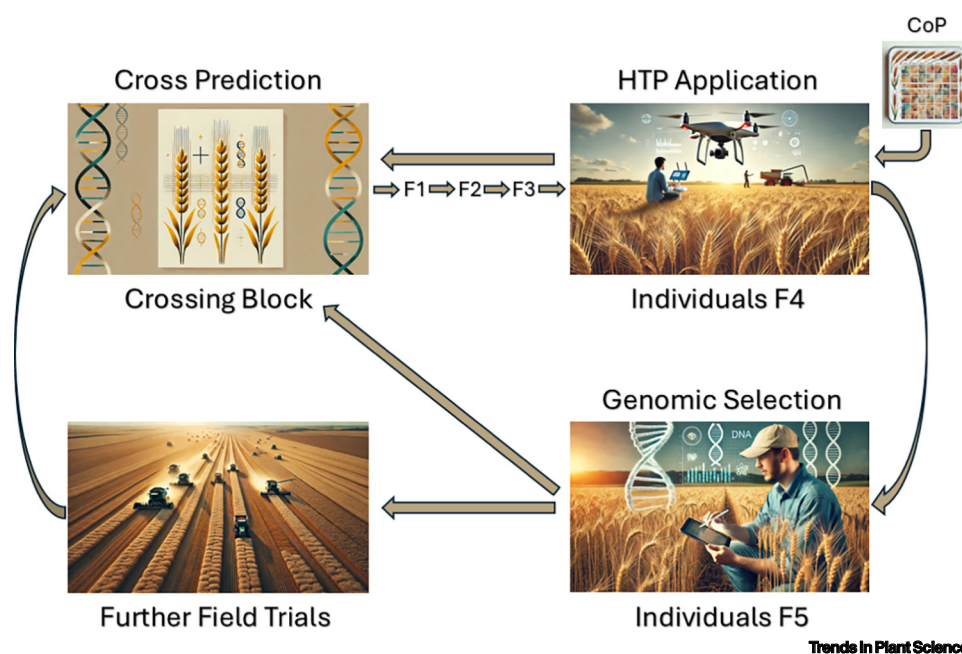 CoP
Cross Prediction
HTP Application
F1 F2 F3
Crossing Block
Individuals F4
Genomic Selection
DNA
Further Field Trials
Individuals F5
Trends in Plant Science